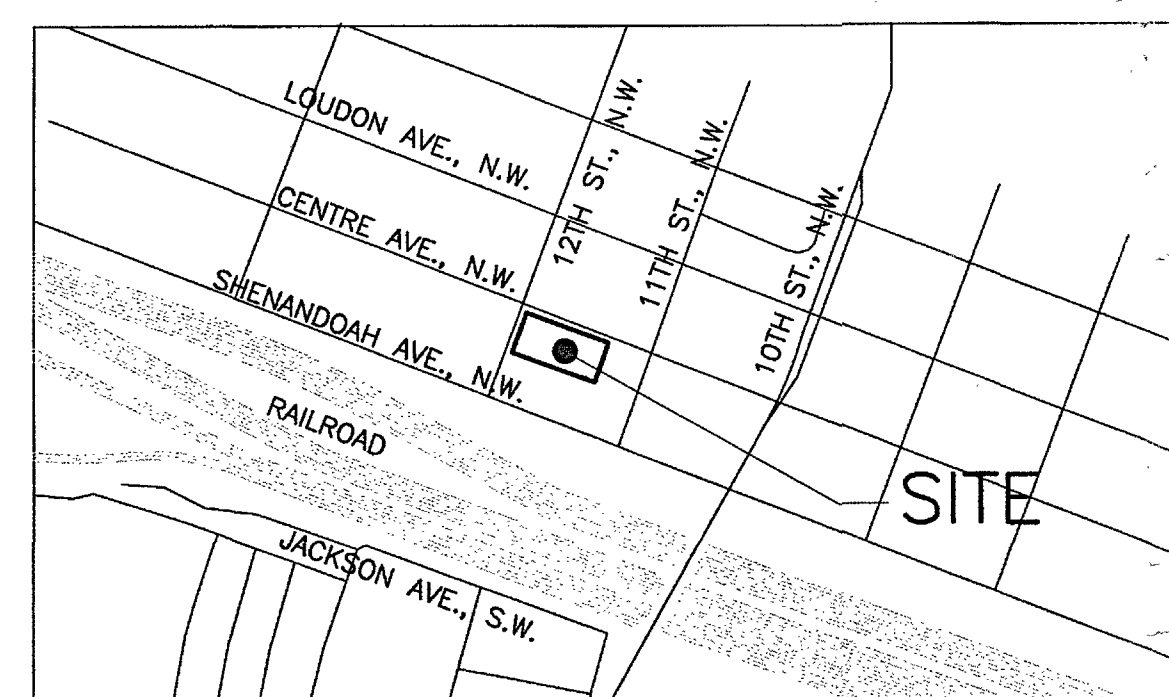 LOUDON AVE., N.W.
12TH ST., N.W.
11TH ST., N.W.
10TH ST., N.W.
CENTRE AVE., N.W.
SHENANDOAH AVE., N.W.
RAILROAD
SITE
JACKSON AVE., S.W.